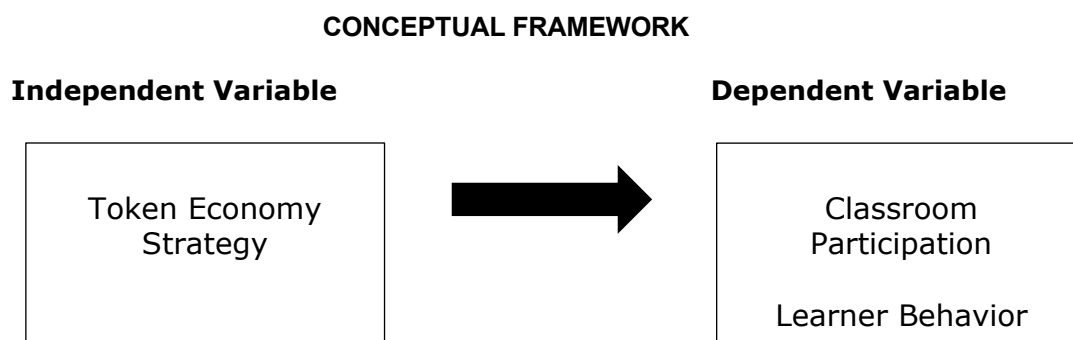 CONCEPTUAL FRAMEWORK
Independent Variable
Dependent Variable
Token Economy
Strategy
Classroom
Participation
Learner Behavior